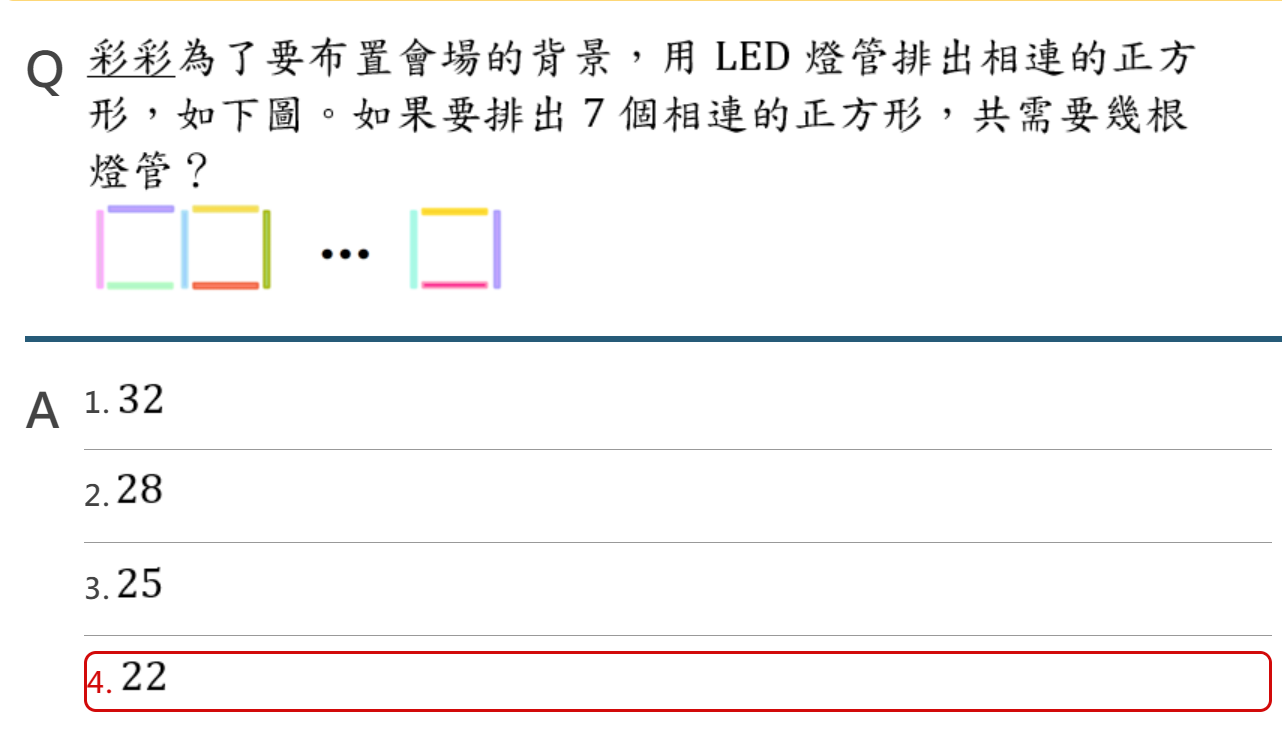 Q 彩彩為了要布置會場的背景，用 LED 燈管排出相連的正方
形，如下圖。如果要排出 7 個相連的正方形，共需要幾根
燈管？
A 1. 32
2. 28
3. 25
4. 22